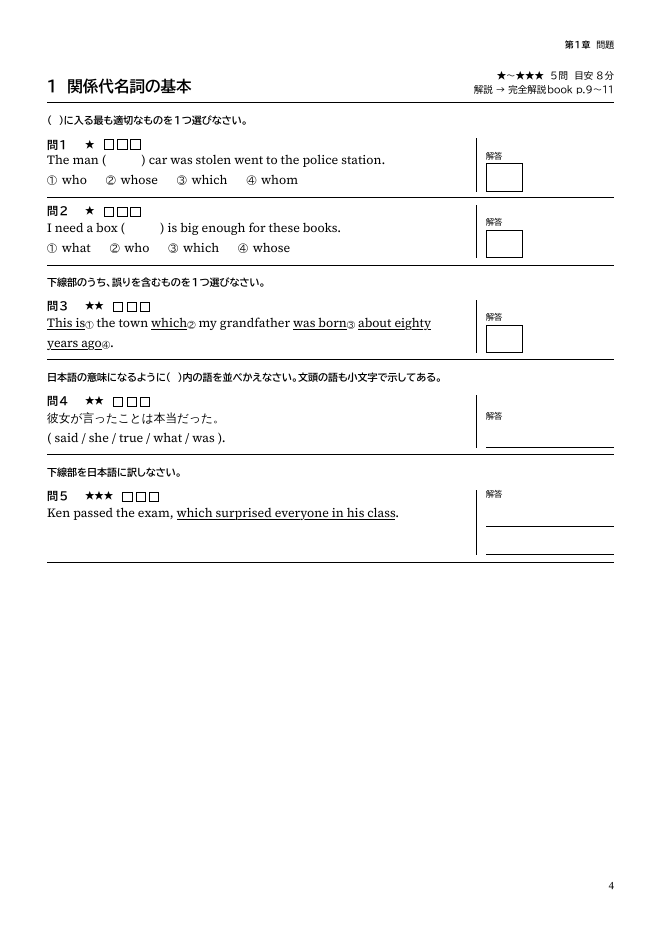 第1章 問題
1 関係代名詞の基本
★～★★★ 5問 目安 8分
解説 → 完全解説book p.9～11
( )に入る最も適切なものを1つ選びなさい。
問1 ★ □□□
The man (     ) car was stolen went to the police station.
① who ② whose ③ which ④ whom
解答
問2 ★ □□□
I need a box (     ) is big enough for these books.
① what ② who ③ which ④ whose
解答
下線部のうち、誤りを含むものを1つ選びなさい。
問3 ★★ □□□
This is① the town which② my grandfather was born③ about eighty
years ago④.
解答
日本語の意味になるように( )内の語を並べかえなさい。文頭の語も小文字で示してある。
問4 ★★ □□□
彼女が言ったことは本当だった。
( said / she / true / what / was ).
解答
下線部を日本語に訳しなさい。
問5 ★★★ □□□
Ken passed the exam, which surprised everyone in his class.
解答
4